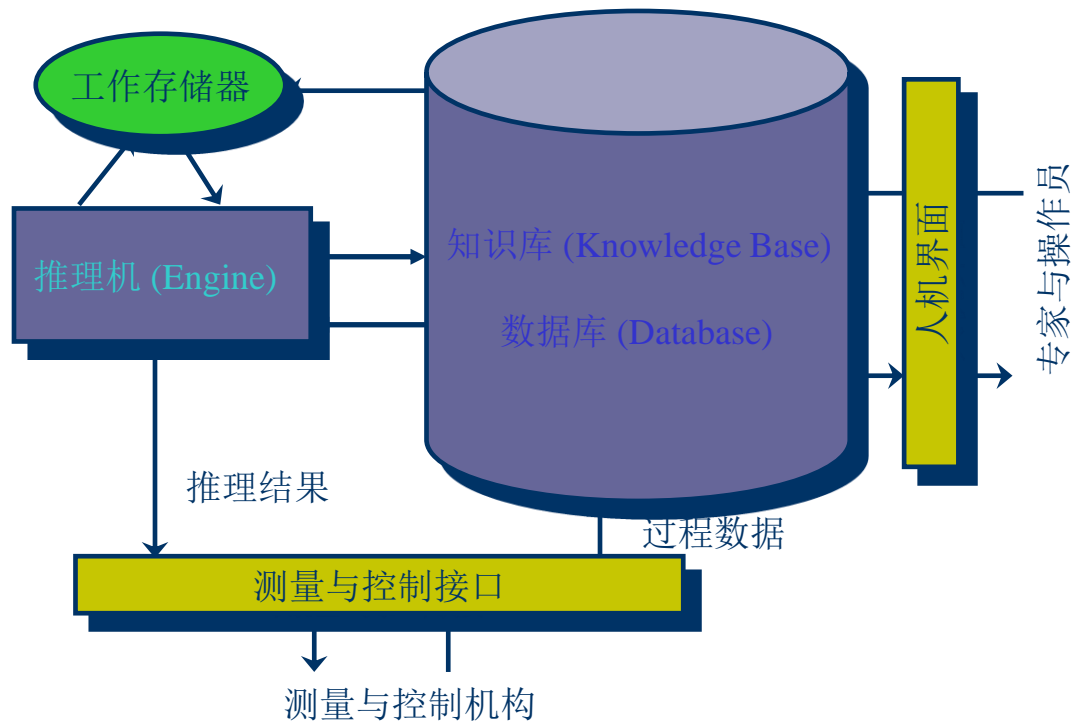 工作存储器
知识库 (Knowledge Base)
推理机 (Engine)
数据库 (Database)
人机界面
专家与操作员
推理结果
过程数据
测量与控制接口
测量与控制机构